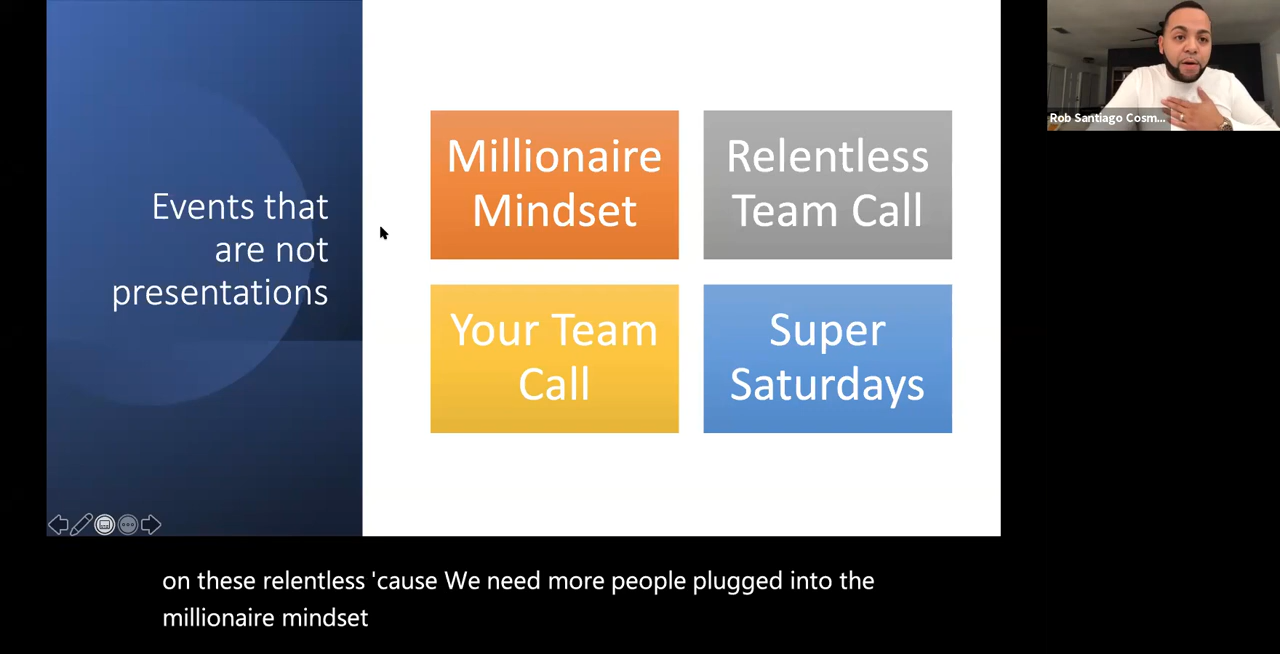 Events that
are not
presentations
Millionaire
Mindset
Relentless
Team Call
Your Team
Call
Super
Saturdays
Rob Santiago Cosm...
on these relentless 'cause We need more people plugged into the
millionaire mindset